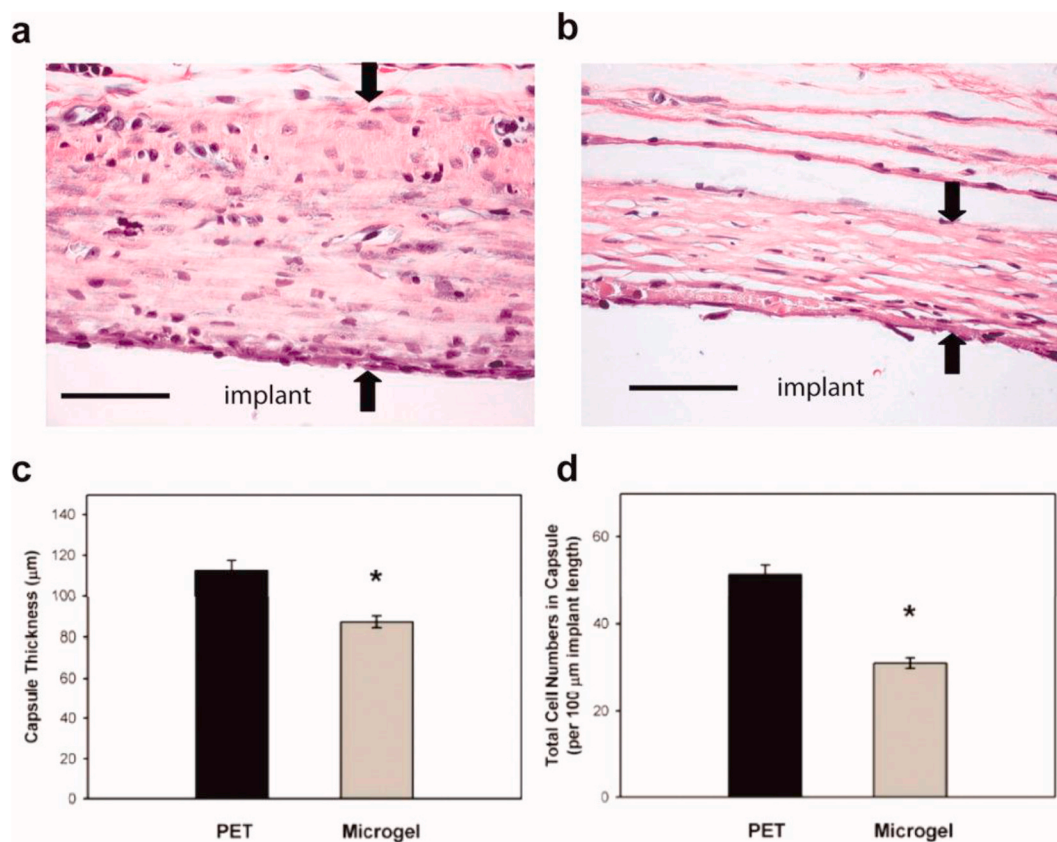 a
b
implant
implant
c
d
Capsule Thickness (μm)
140
120
100
80
60
40
20
0
*
PET
Microgel
Total Cell Numbers in Capsule
(per 100 μm implant length)
60
40
20
0
*
PET
Microgel